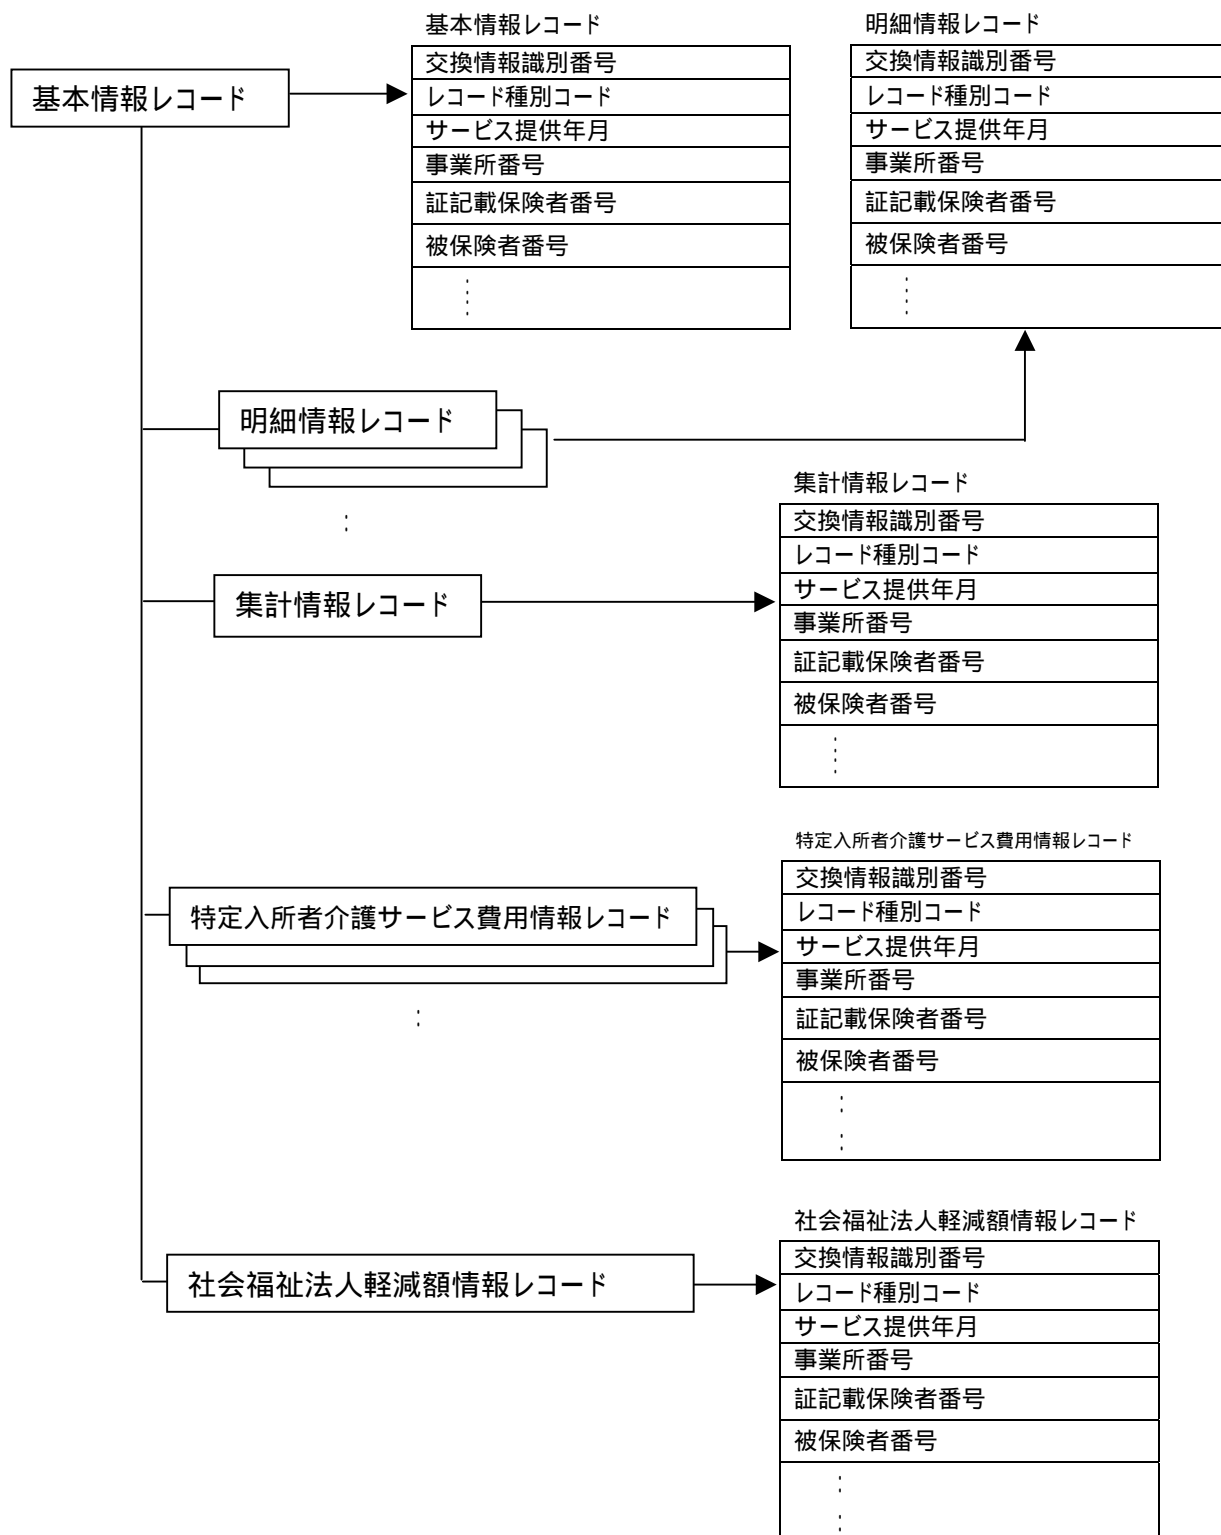 基本情報レコード
基本情報レコード
交換情報識別番号
レコード種別コード
サービス提供年月
事業所番号
証記載保険者番号
被保険者番号
明細情報レコード
交換情報識別番号
レコード種別コード
サービス提供年月
事業所番号
証記載保険者番号
被保険者番号
明細情報レコード
集計情報レコード
集計情報レコード
交換情報識別番号
レコード種別コード
サービス提供年月
事業所番号
証記載保険者番号
被保険者番号
特定入所者介護サービス費用情報レコード
特定入所者介護サービス費用情報レコード
交換情報識別番号
レコード種別コード
サービス提供年月
事業所番号
証記載保険者番号
被保険者番号
社会福祉法人軽減額情報レコード
社会福祉法人軽減額情報レコード
交換情報識別番号
レコード種別コード
サービス提供年月
事業所番号
証記載保険者番号
被保険者番号